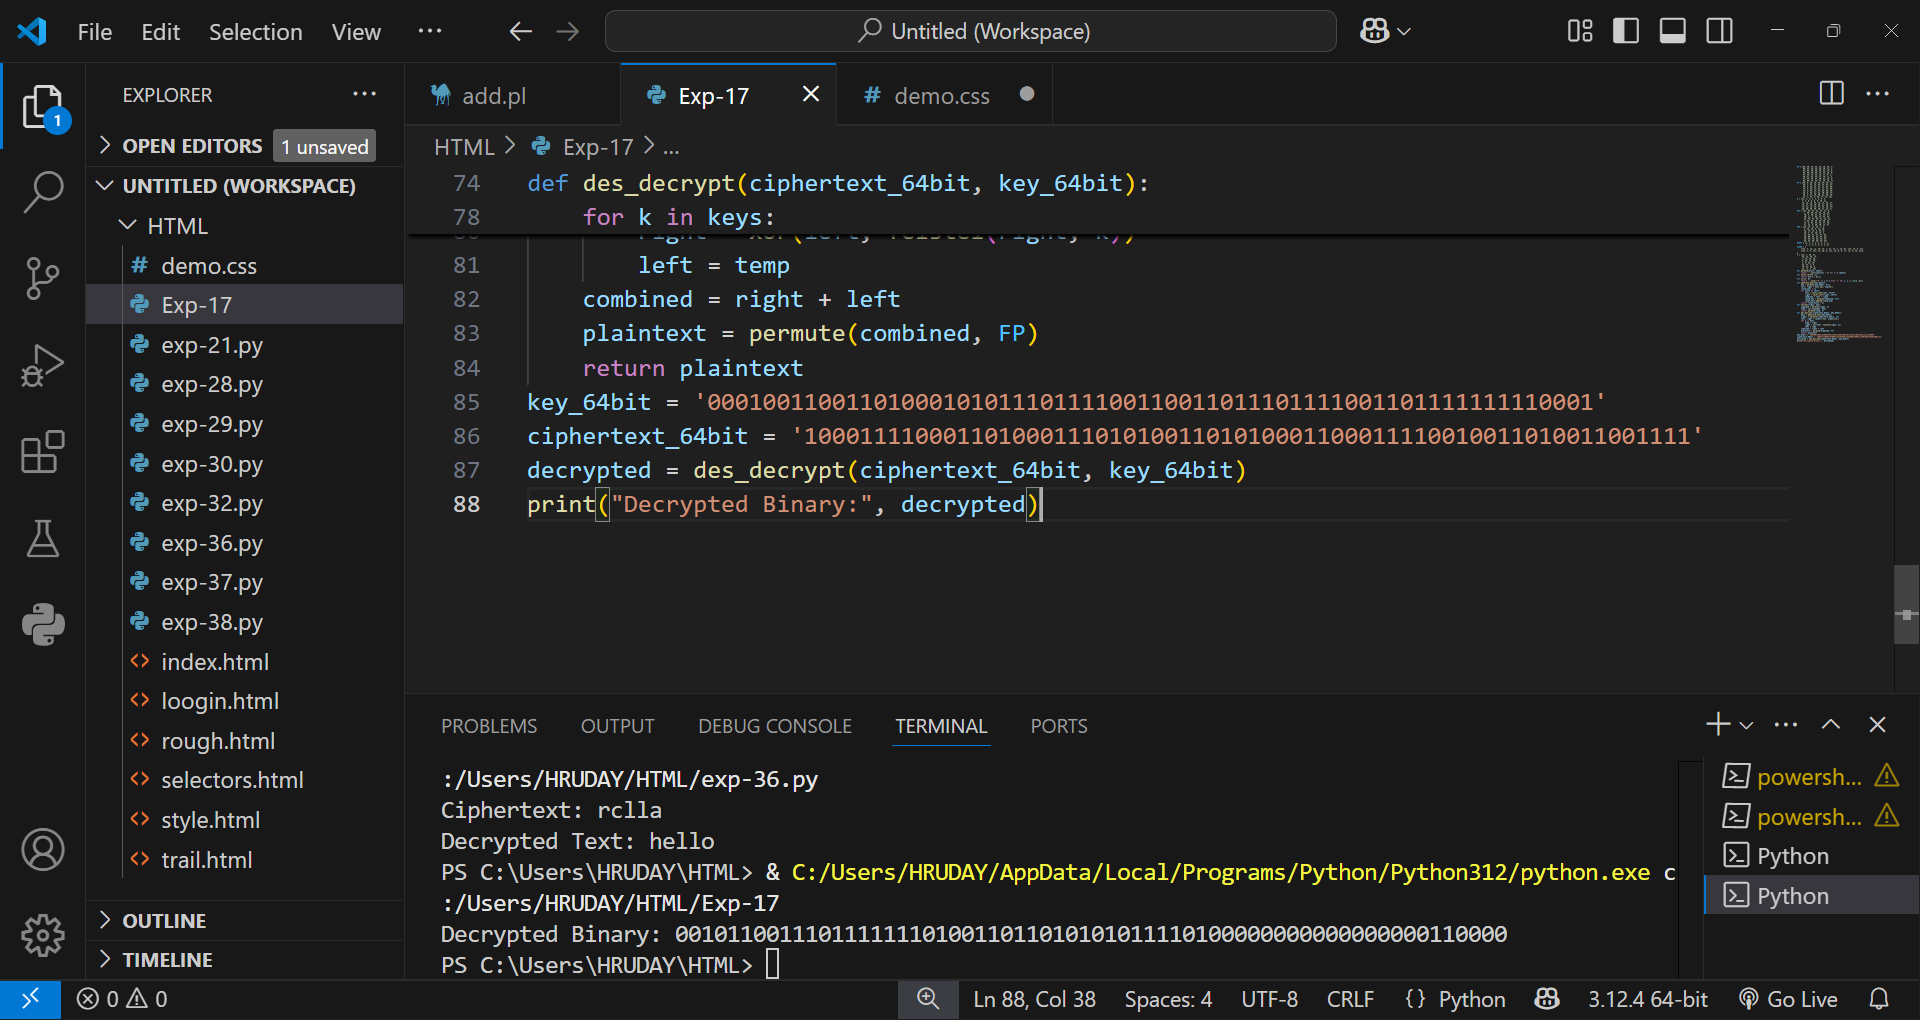 File Edit Selection View ··· Untitled (Workspace)
EXPLORER ···
OPEN EDITORS 1 unsaved
UNTITLED (WORKSPACE)
HTML
# demo.css
Exp-17
exp-21.py
exp-28.py
exp-29.py
exp-30.py
exp-32.py
exp-36.py
exp-37.py
exp-38.py
index.html
loogin.html
rough.html
selectors.html
style.html
trail.html
OUTLINE
TIMELINE
1
add.pl Exp-17 # demo.css
HTML > Exp-17 > ...
74 def des_decrypt(ciphertext_64bit, key_64bit):
78 for k in keys:
81 left = temp
82 combined = right + left
83 plaintext = permute(combined, FP)
84 return plaintext
85 key_64bit = '0001001100110100010101110111100110011011101111001101111111110001'
86 ciphertext_64bit = '1000111100011010001110101001101010001100011110010011010011001111'
87 decrypted = des_decrypt(ciphertext_64bit, key_64bit)
88 print("Decrypted Binary:", decrypted)
PROBLEMS OUTPUT DEBUG CONSOLE TERMINAL PORTS
:/Users/HRUDAY/HTML/exp-36.py
Ciphertext: rclla
Decrypted Text: hello
PS C:\Users\HRUDAY\HTML> & C:/Users/HRUDAY/AppData/Local/Programs/Python/Python312/python.exe c
:/Users/HRUDAY/HTML/Exp-17
Decrypted Binary: 0010110011101111111101001101101010101111010000000000000000110000
PS C:\Users\HRUDAY\HTML>
powersh...
powersh...
Python
Python
0 0 Ln 88, Col 38 Spaces: 4 UTF-8 CRLF {} Python 3.12.4 64-bit Go Live